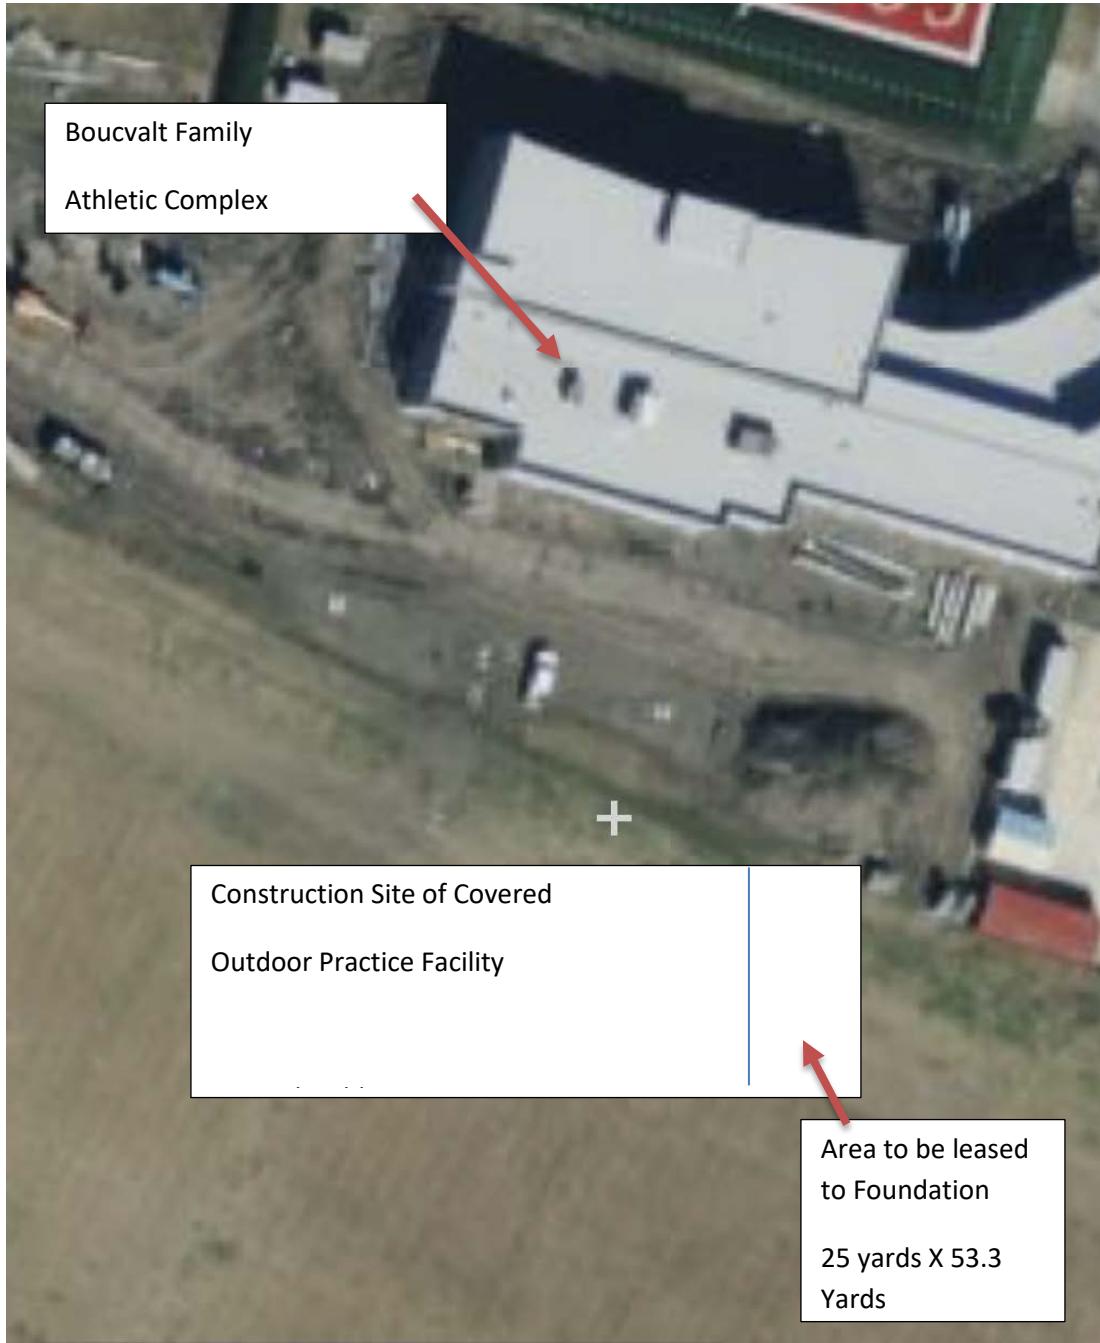 Boucvalt Family
Athletic Complex
Construction Site of Covered
Outdoor Practice Facility
Area to be leased
to Foundation
25 yards X 53.3
Yards